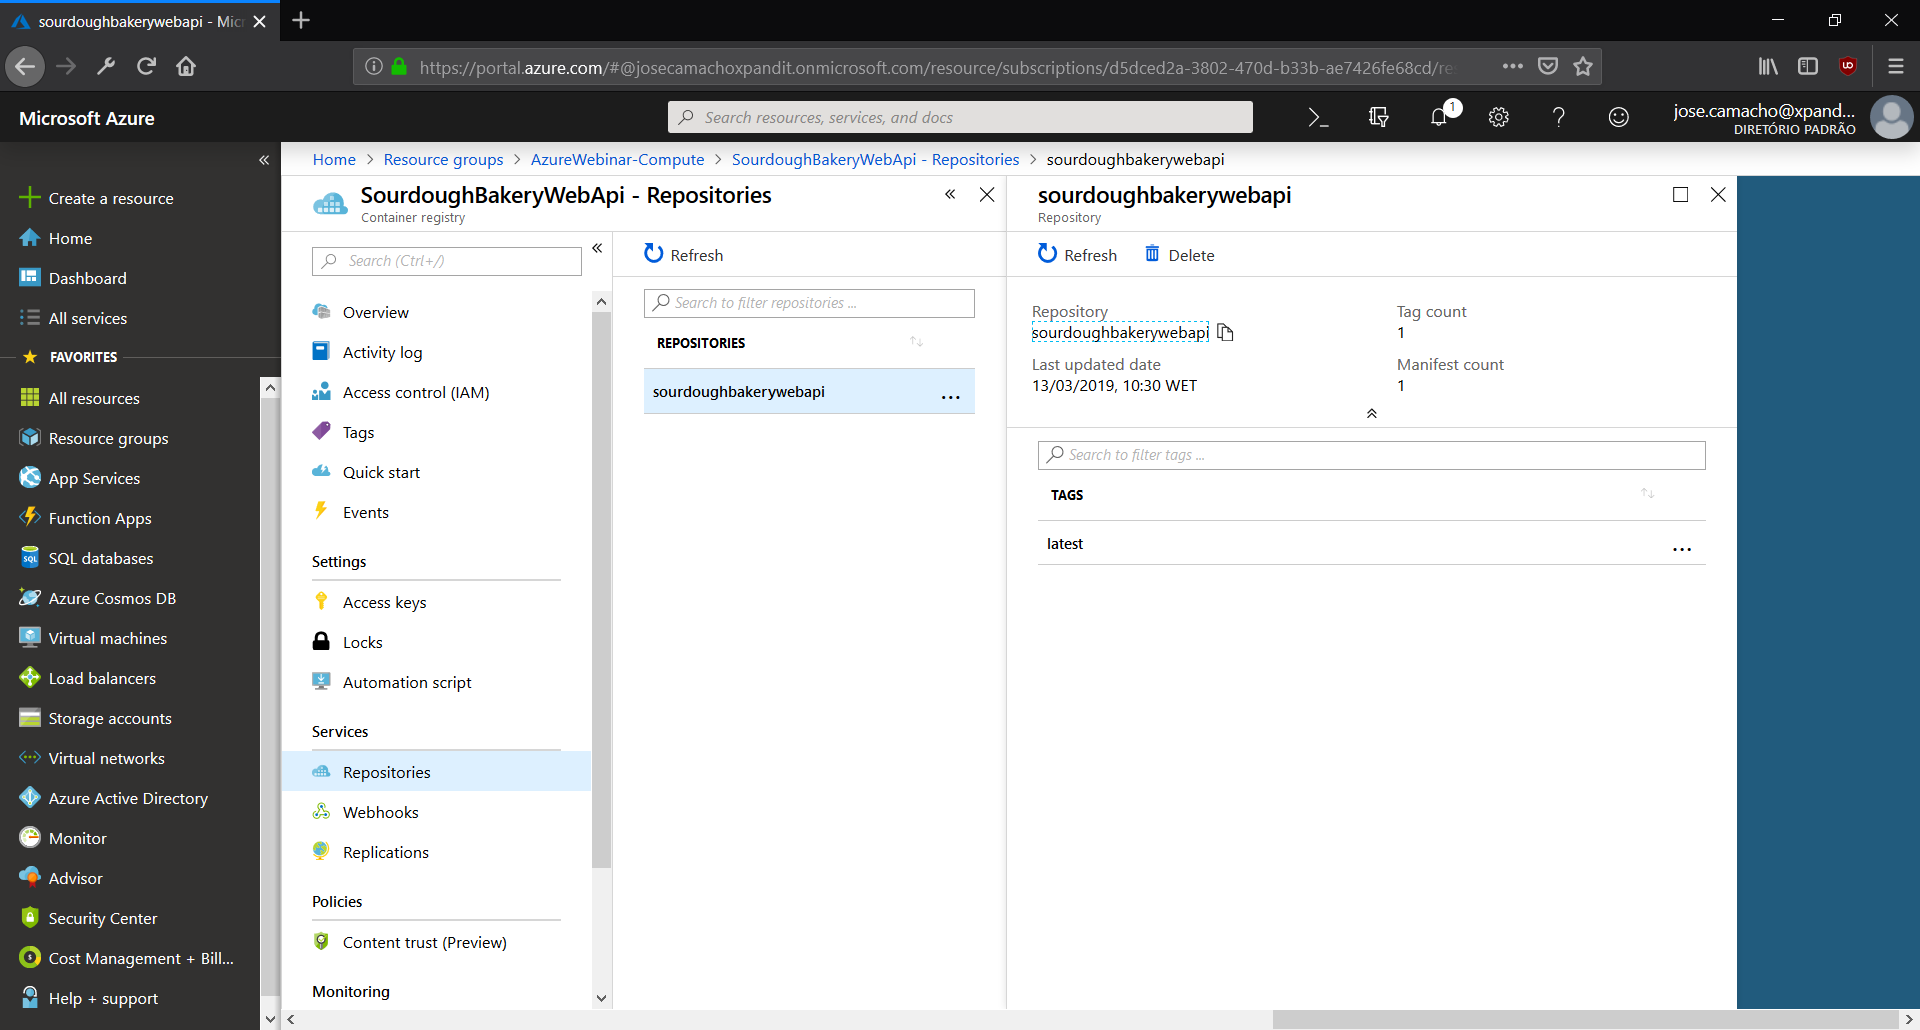 sourdoughbakerywebapi - Mic
https://portal.azure.com/#@josecamachoxpandit.onmicrosoft.com/resource/subscriptions/d5dced2a-3802-470d-b33b-ae7426fe68cd/re
Microsoft Azure
Search resources, services, and docs
1
jose.camacho@xpand...
DIRETÓRIO PADRÃO
Home > Resource groups > AzureWebinar-Compute > SourdoughBakeryWebApi - Repositories > sourdoughbakerywebapi
Create a resource
Home
Dashboard
All services
FAVORITES
All resources
Resource groups
App Services
Function Apps
SQL databases
Azure Cosmos DB
Virtual machines
Load balancers
Storage accounts
Virtual networks
Azure Active Directory
Monitor
Advisor
Security Center
Cost Management + Bill...
Help + support
SourdoughBakeryWebApi - Repositories
Container registry
Search (Ctrl+/)
Overview
Activity log
Access control (IAM)
Tags
Quick start
Events
Settings
Access keys
Locks
Automation script
Services
Repositories
Webhooks
Replications
Policies
Content trust (Preview)
Monitoring
Refresh
Search to filter repositories ...
REPOSITORIES
sourdoughbakerywebapi
sourdoughbakerywebapi
Repository
Refresh
Delete
Repository
sourdoughbakerywebapi
Tag count
1
Last updated date
13/03/2019, 10:30 WET
Manifest count
1
Search to filter tags ...
TAGS
latest